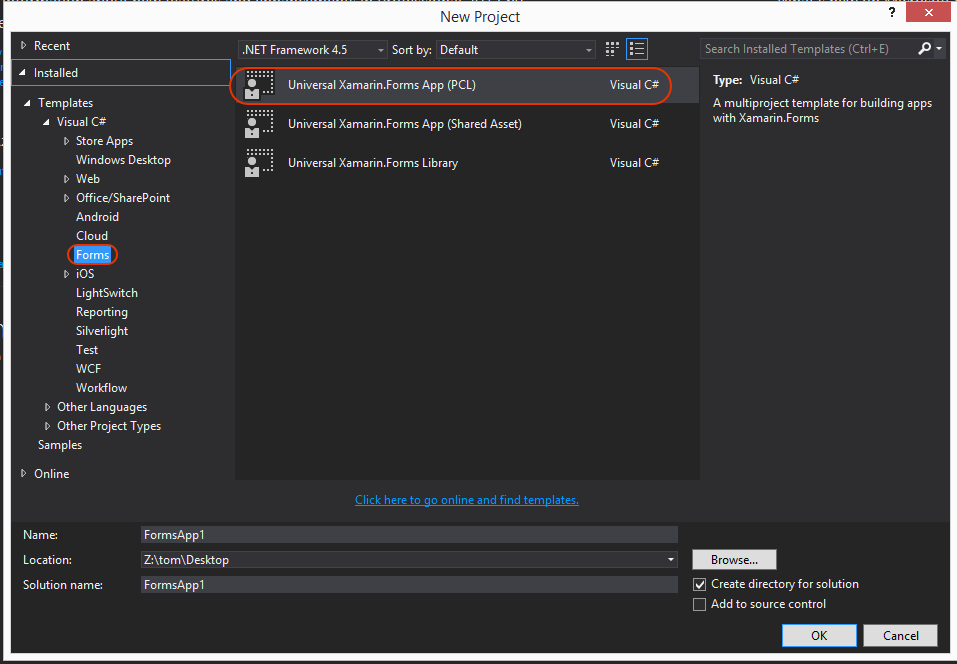 New Project
?
Recent
.NET Framework 4.5
Sort by:
Default
Search Installed Templates (Ctrl+E)
Installed
Templates
Visual C#
Store Apps
Windows Desktop
Web
Office/SharePoint
Android
Cloud
Forms
iOS
LightSwitch
Reporting
Silverlight
Test
WCF
Workflow
Other Languages
Other Project Types
Samples
Online
Universal Xamarin.Forms App (PCL) Visual C#
Universal Xamarin.Forms App (Shared Asset) Visual C#
Universal Xamarin.Forms Library Visual C#
Type: Visual C#
A multiproject template for building apps
with Xamarin.Forms
Click here to go online and find templates.
Name: FormsApp1
Location: Z:\tom\Desktop
Browse...
Solution name: FormsApp1
Create directory for solution
Add to source control
OK
Cancel